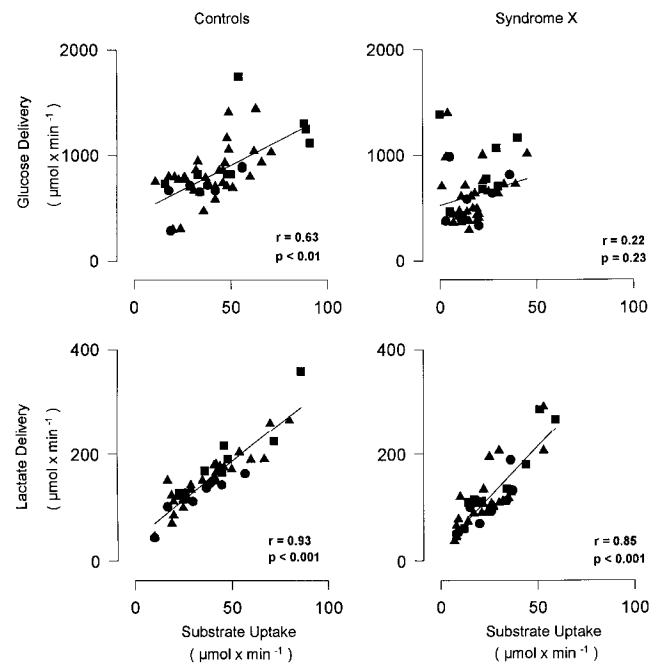 Controls
Syndrome X
Glucose Delivery
( µmol x min -1 )
2000
1000
0
r = 0.63
p < 0.01
0 50 100
2000
1000
0
r = 0.22
p = 0.23
0 50 100
Lactate Delivery
( µmol x min -1 )
400
200
0
r = 0.93
p < 0.001
0 50 100
Substrate Uptake
( µmol x min -1 )
400
200
0
r = 0.85
p < 0.001
0 50 100
Substrate Uptake
( µmol x min -1 )